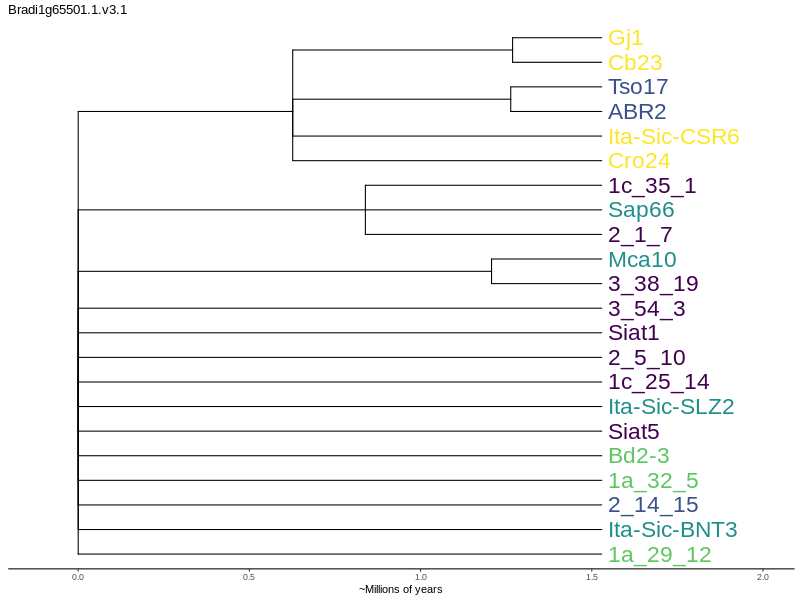 Bradi1g65501.1.v3.1
Gj1
Cb23
Tso17
ABR2
Ita-Sic-CSR6
Cro24
1c_35_1
Sap66
2_1_7
Mca10
3_38_19
3_54_3
Siat1
2_5_10
1c_25_14
Ita-Sic-SLZ2
Siat5
Bd2-3
1a_32_5
2_14_15
Ita-Sic-BNT3
1a_29_12
0.0 0.5 1.0 1.5 2.0
~Millions of years